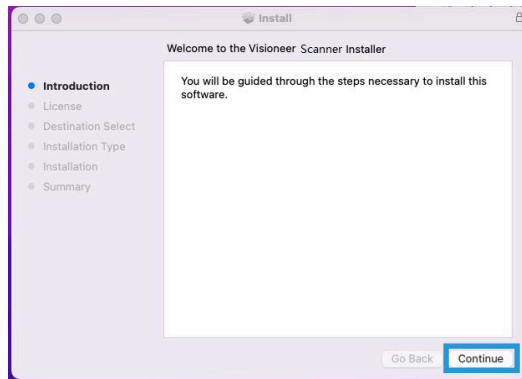 Install
Welcome to the Visioneer Scanner Installer
Introduction
License
Destination Select
Installation Type
Installation
Summary
You will be guided through the steps necessary to install this
software.
Go Back
Continue